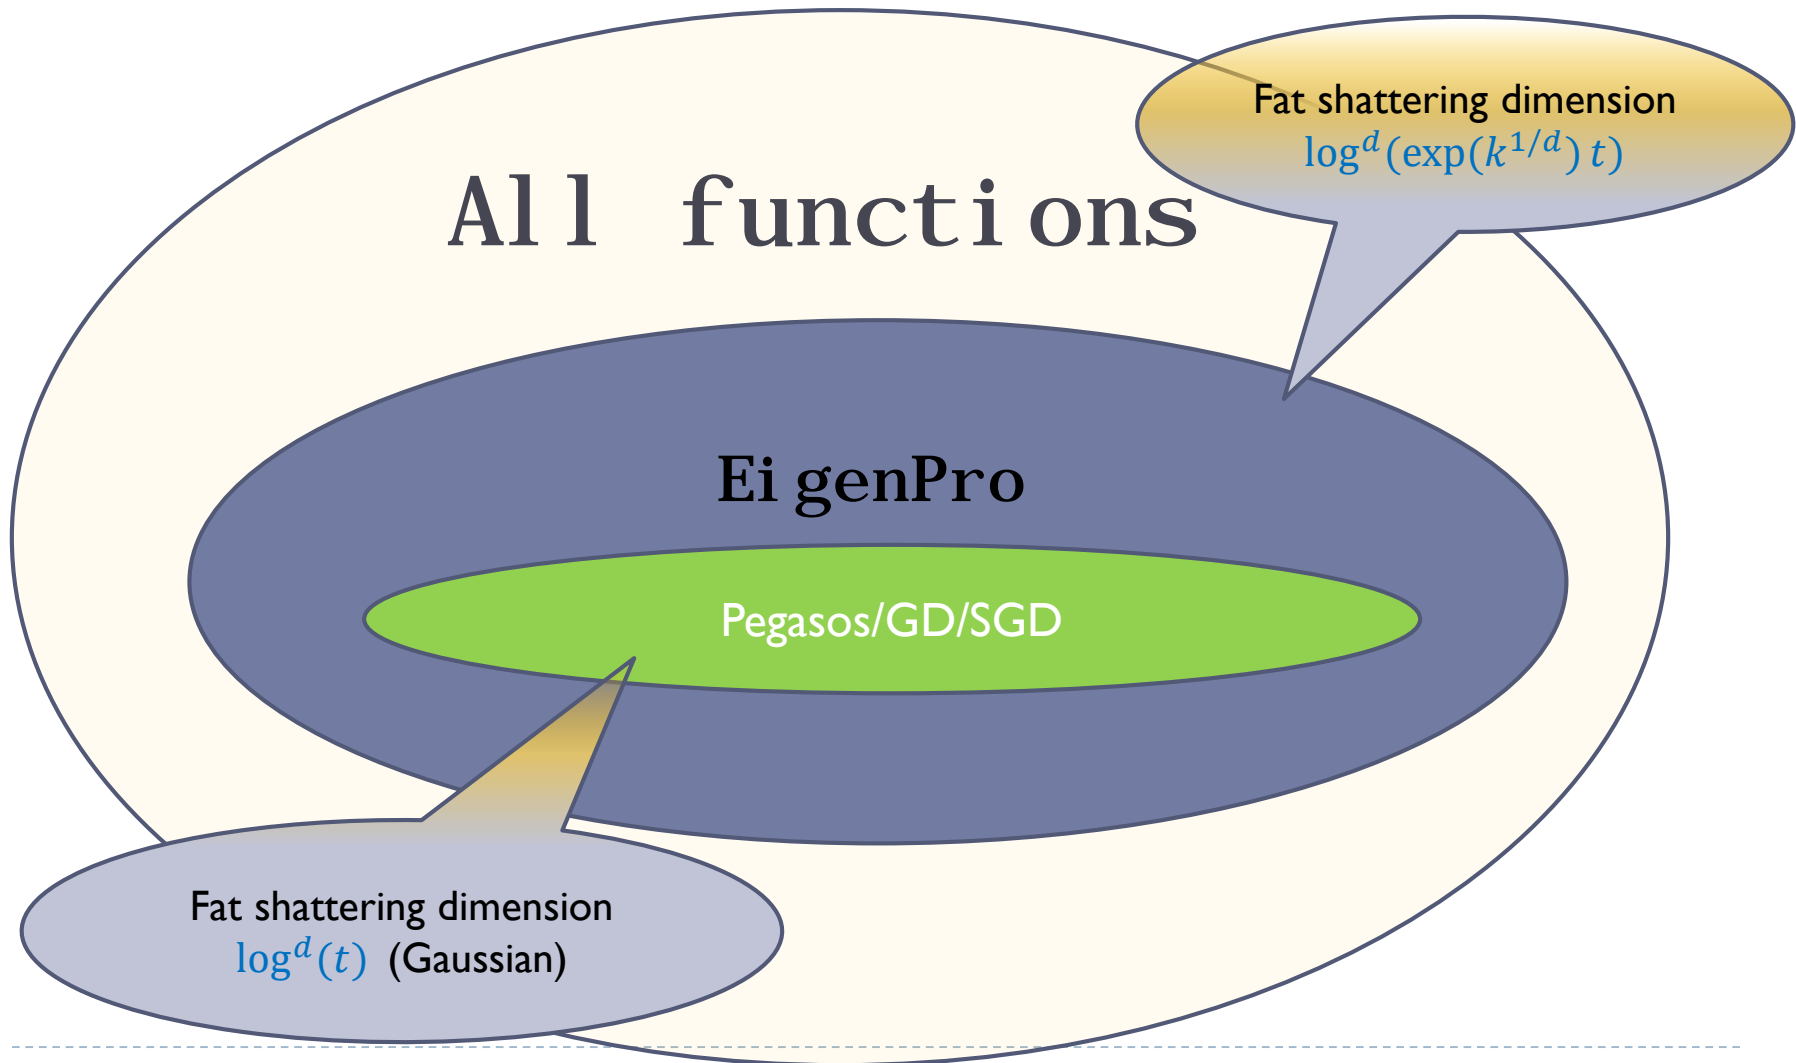 Fat shattering dimension
log^d(exp(k^{1/d}) t)
All functions
EigenPro
Pegasos/GD/SGD
Fat shattering dimension
log^d(t) (Gaussian)